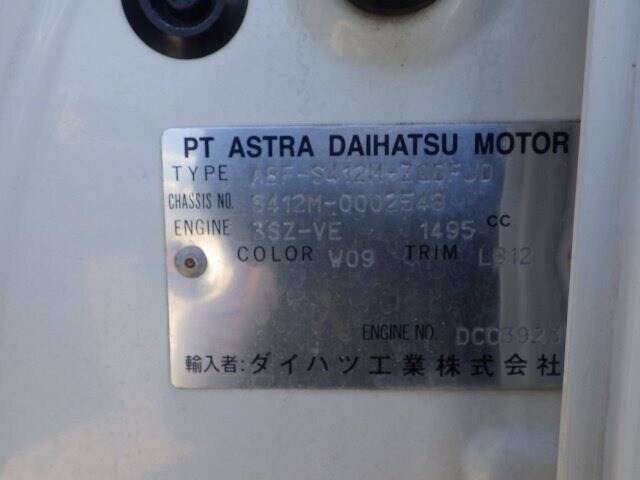 PT ASTRA DAIHATSU MOTOR
TYPE
CHASSIS NO. S412M-0002548
ENGINE 3SZ-VE 1495 CC
COLOR W09 TRIM LB12
ENGINE NO.
輸入者:ダイハツ工業株式会社